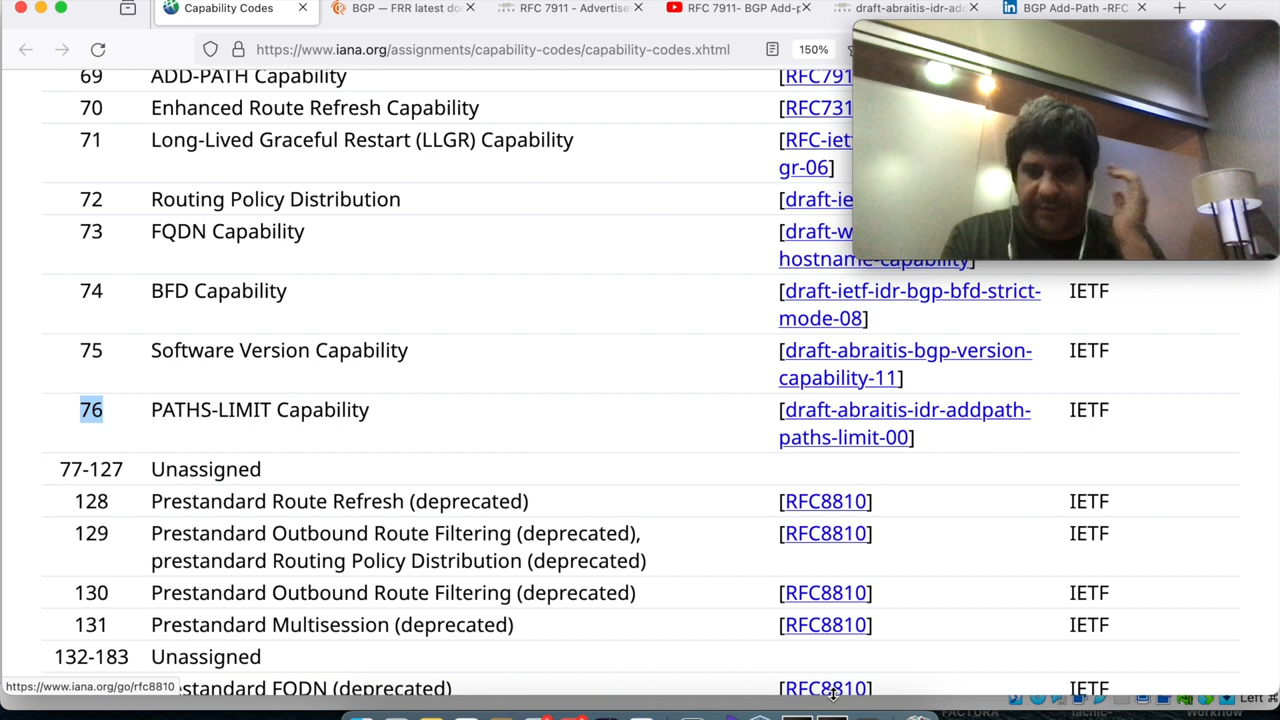 Capability Codes
BGP — FRR latest do
RFC 7911 - Advertise
RFC 7911- BGP Add-p
draft-abraitis-idr-ad
BGP Add-Path -RFC
https://www.iana.org/assignments/capability-codes/capability-codes.xhtml
150%
69 ADD-PATH Capability [RFC791
70 Enhanced Route Refresh Capability [RFC731
71 Long-Lived Graceful Restart (LLGR) Capability [RFC-iet
gr-06]
72 Routing Policy Distribution [draft-ie
73 FQDN Capability [draft-w
hostname-capability]
74 BFD Capability [draft-ietf-idr-bgp-bfd-strict- IETF
mode-08]
75 Software Version Capability [draft-abraitis-bgp-version- IETF
capability-11]
76 PATHS-LIMIT Capability [draft-abraitis-idr-addpath- IETF
paths-limit-00]
77-127 Unassigned
128 Prestandard Route Refresh (deprecated) [RFC8810] IETF
129 Prestandard Outbound Route Filtering (deprecated), [RFC8810] IETF
prestandard Routing Policy Distribution (deprecated)
130 Prestandard Outbound Route Filtering (deprecated) [RFC8810] IETF
131 Prestandard Multisession (deprecated) [RFC8810] IETF
132-183 Unassigned
https://www.iana.org/go/rfc8810
standard FQDN (deprecated) [RFC8810] IETF
Left
FACTURA
Workflow